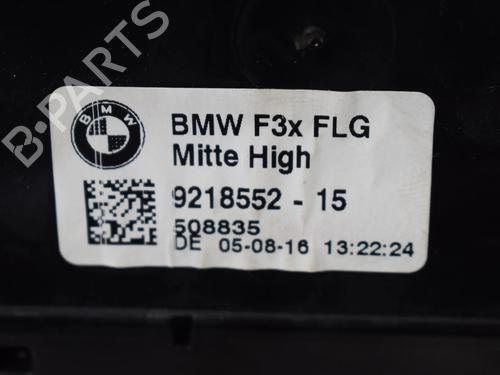 B-PARTS
BMW
BMW F3x FLG
Mitte High
9218552 - 15
508835
DE 05-08-16 13:22:24